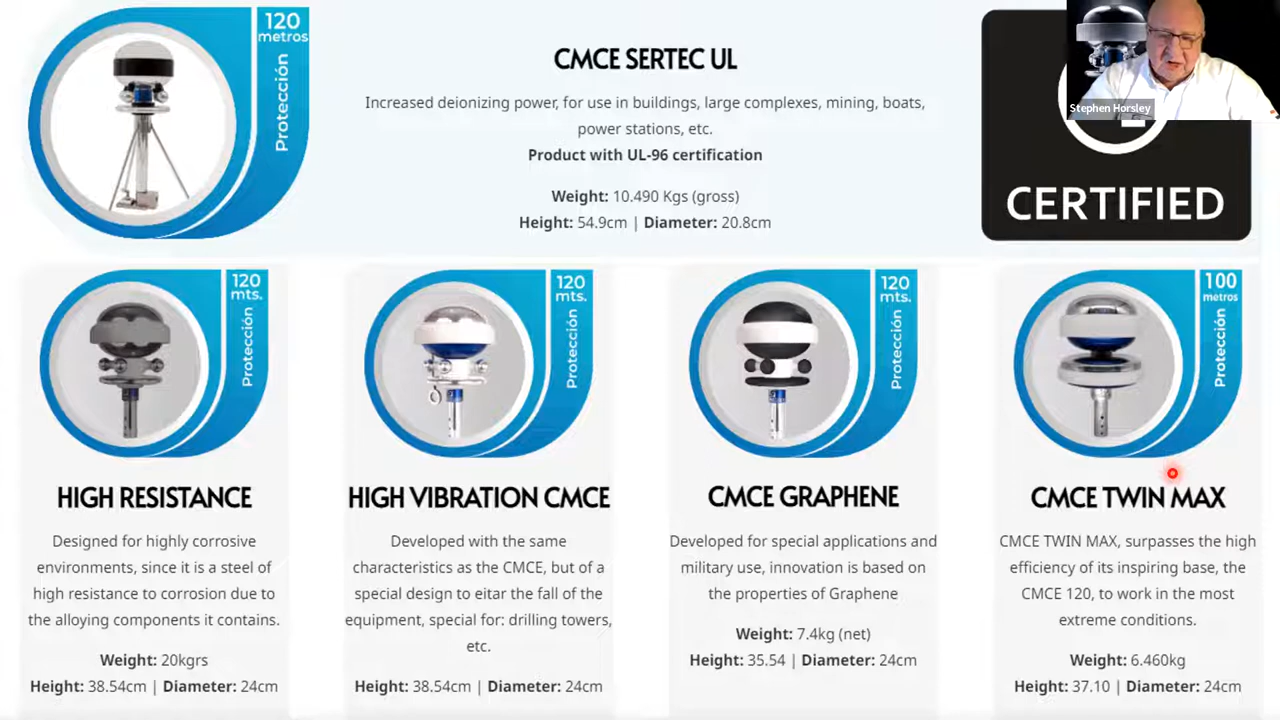 120
metros
Protección
CMCE SERTEC UL
Increased deionizing power, for use in buildings, large complexes, mining, boats,
power stations, etc.
Product with UL-96 certification
Weight: 10.490 Kgs (gross)
Height: 54.9cm | Diameter: 20.8cm
Stephen Horsley
CERTIFIED
120
mts.
Protección
HIGH RESISTANCE
Designed for highly corrosive
environments, since it is a steel of
high resistance to corrosion due to
the alloying components it contains.
Weight: 20kgrs
Height: 38.54cm | Diameter: 24cm
120
mts.
Protección
HIGH VIBRATION CMCE
Developed with the same
characteristics as the CMCE, but of a
special design to eitar the fall of the
equipment, special for: drilling towers,
etc.
Height: 38.54cm | Diameter: 24cm
120
mts.
Protección
CMCE GRAPHENE
Developed for special applications and
military use, innovation is based on
the properties of Graphene
Weight: 7.4kg (net)
Height: 35.54 | Diameter: 24cm
100
metros
Protección
CMCE TWIN MAX
CMCE TWIN MAX, surpasses the high
efficiency of its inspiring base, the
CMCE 120, to work in the most
extreme conditions.
Weight: 6.460kg
Height: 37.10 | Diameter: 24cm